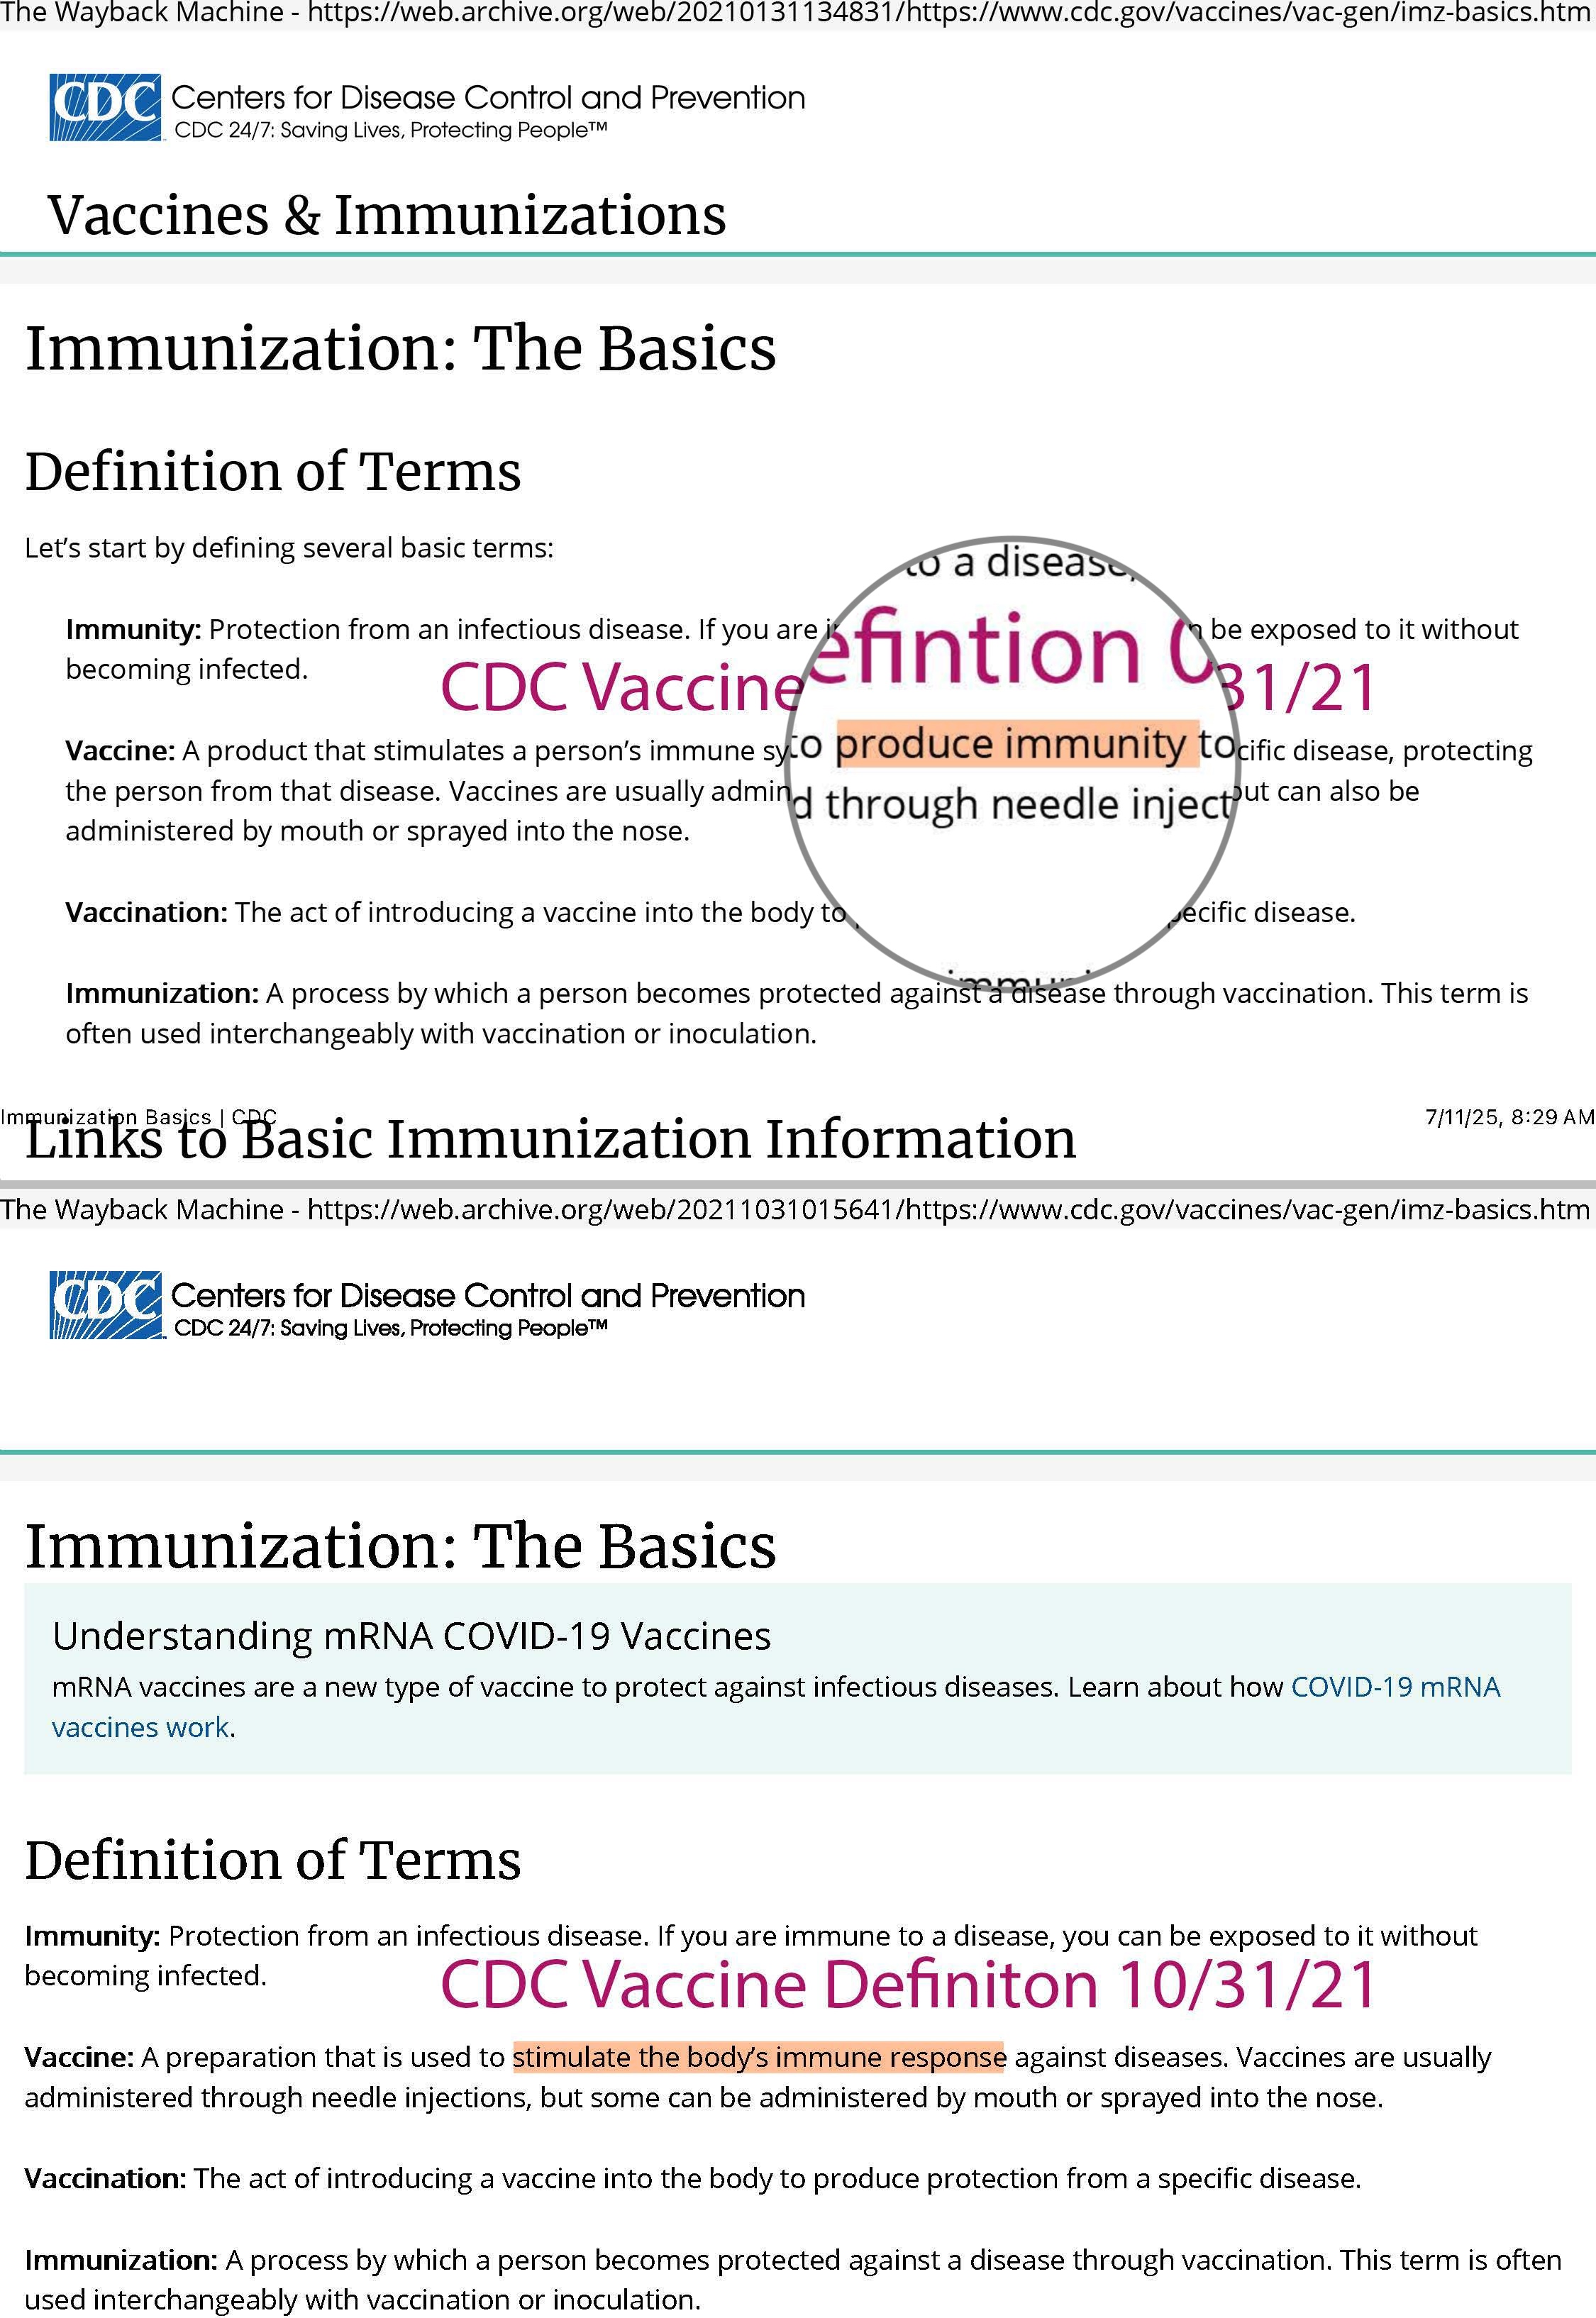 The Wayback Machine - https://web.archive.org/web/20210131134831/https://www.cdc.gov/vaccines/vac-gen/imz-basics.htm
CDC Centers for Disease Control and Prevention
CDC 24/7: Saving Lives, Protecting People™
Vaccines & Immunizations
Immunization: The Basics
Definition of Terms
Let’s start by defining several basic terms:
to a disease,
Immunity: Protection from an infectious disease. If you are be exposed to it without
becoming infected.
CDC Vaccine efintion 0 31/21
Vaccine: A product that stimulates a person’s immune sy to produce immunity to cific disease, protecting
the person from that disease. Vaccines are usually admin d through needle inject but can also be
administered by mouth or sprayed into the nose.
Vaccination: The act of introducing a vaccine into the body to pecific disease.
Immunization: A process by which a person becomes protected against a disease through vaccination. This term is
often used interchangeably with vaccination or inoculation.
Immunization Basics | CDC 7/11/25, 8:29 AM
Links to Basic Immunization Information
The Wayback Machine - https://web.archive.org/web/20211031015641/https://www.cdc.gov/vaccines/vac-gen/imz-basics.htm
CDC Centers for Disease Control and Prevention
CDC 24/7: Saving Lives, Protecting People™
Immunization: The Basics
Understanding mRNA COVID-19 Vaccines
mRNA vaccines are a new type of vaccine to protect against infectious diseases. Learn about how COVID-19 mRNA
vaccines work.
Definition of Terms
Immunity: Protection from an infectious disease. If you are immune to a disease, you can be exposed to it without
becoming infected.
CDC Vaccine Definiton 10/31/21
Vaccine: A preparation that is used to stimulate the body’s immune response against diseases. Vaccines are usually
administered through needle injections, but some can be administered by mouth or sprayed into the nose.
Vaccination: The act of introducing a vaccine into the body to produce protection from a specific disease.
Immunization: A process by which a person becomes protected against a disease through vaccination. This term is often
used interchangeably with vaccination or inoculation.